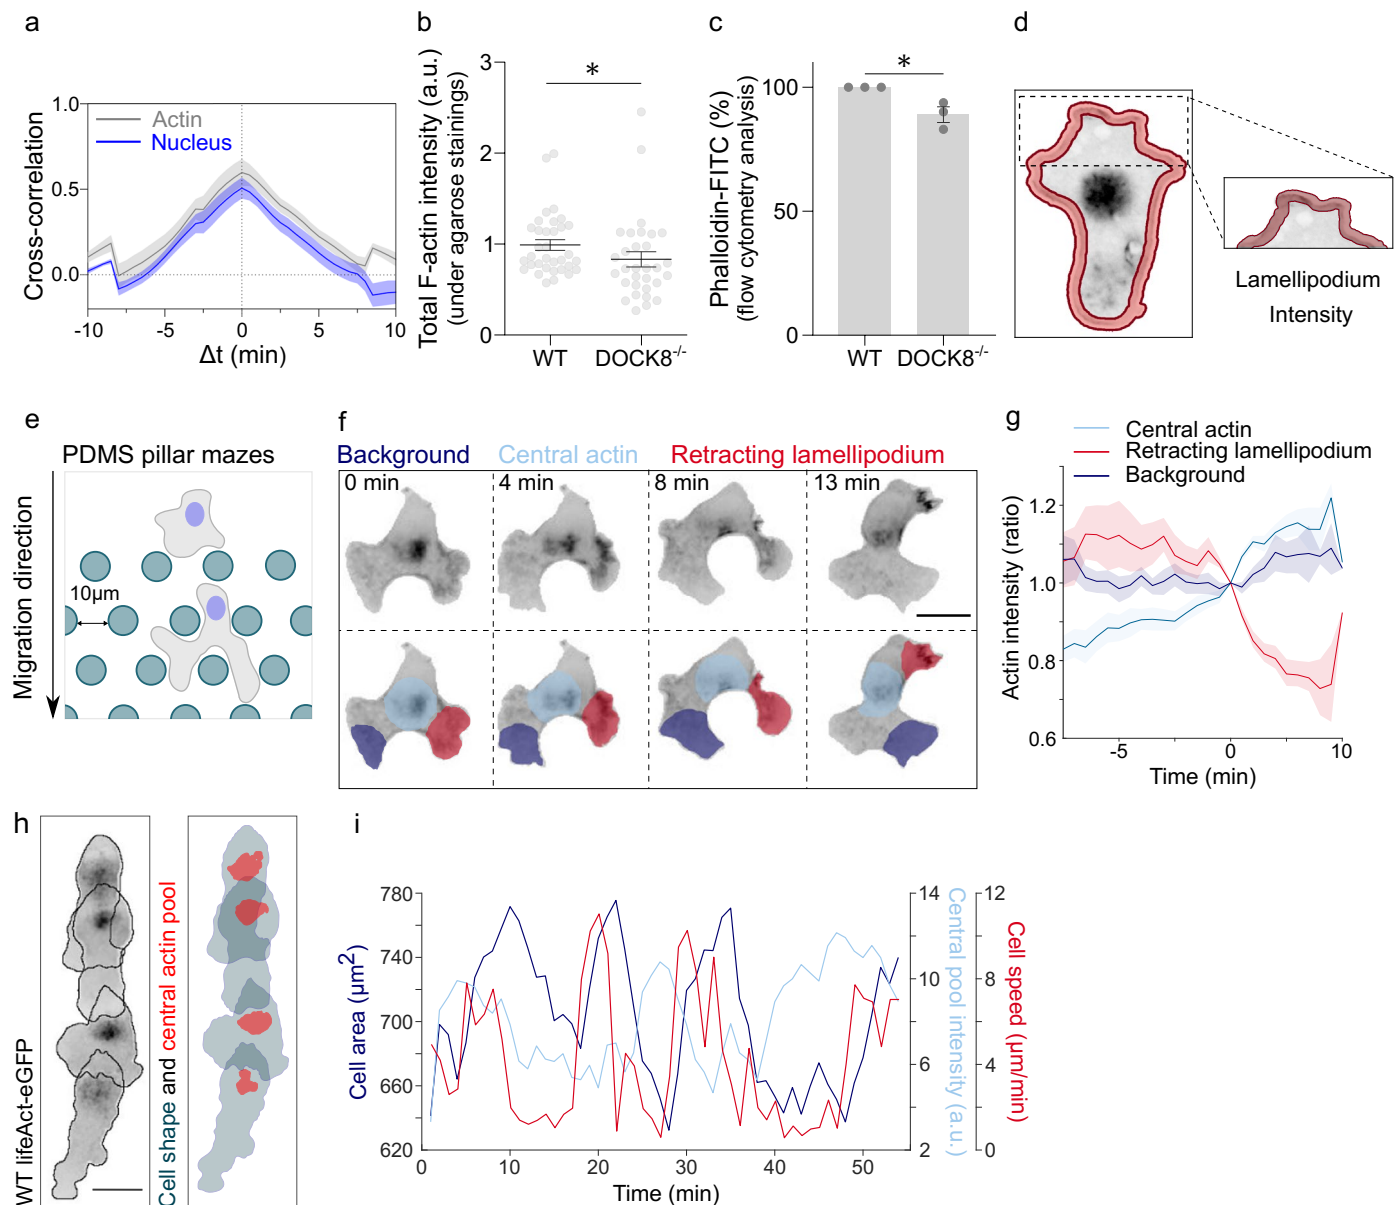 a
Cross-correlation
1.0
0.5
0.0
Actin
Nucleus
-10
-5
0
5
10
Δt (min)
b
Total F-actin intensity (a.u.)
(under agarose stainings)
3
2
1
0
*
WT
DOCK8-/-
c
Phalloidin-FITC (%)
(flow cytometry analysis)
100
50
0
*
WT
DOCK8-/-
d
Lamellipodium
Intensity
e
PDMS pillar mazes
Migration direction
10µm
f
Background
Central actin
Retracting lamellipodium
0 min
4 min
8 min
13 min
g
Central actin
Retracting lamellipodium
Background
Actin intensity (ratio)
1.2
1.0
0.8
0.6
-5
0
10
Time (min)
h
WT lifeAct-eGFP
Cell shape and central actin pool
i
Cell area (µm2)
780
740
700
660
620
0
10
20
30
40
50
Time (min)
14
10
6
2
Central pool intensity (a.u.)
12
8
4
0
Cell speed (µm/min)